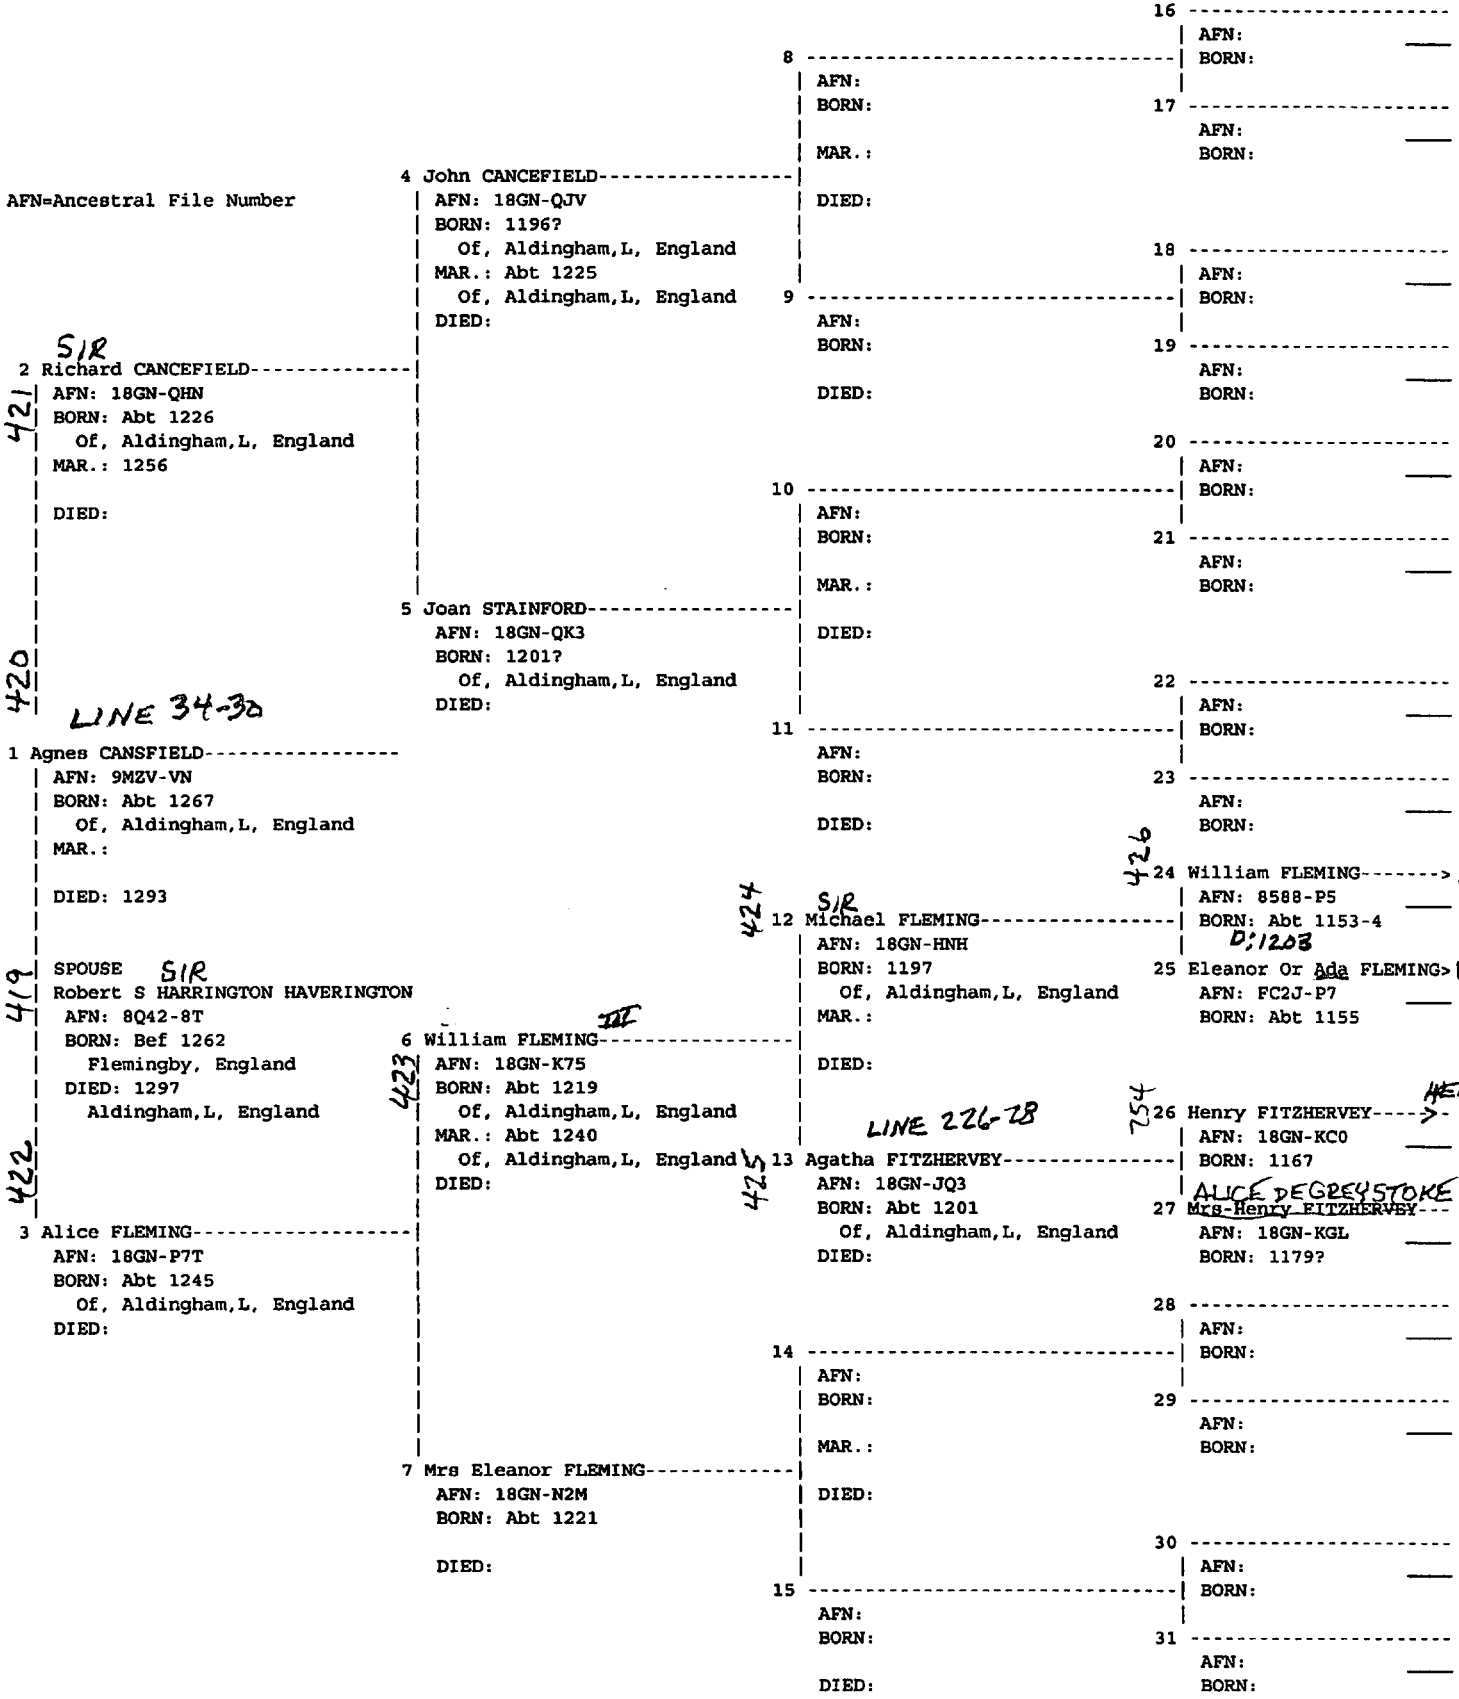 AFN=Ancestral File Number
SIR
2 Richard CANCEFIELD-------------
421
AFN: 18GN-QHN
BORN: Abt 1226
Of, Aldingham,L, England
MAR.: 1256
DIED:
420
LINE 34-30
1 Agnes CANSFIELD----------------
AFN: 9MZV-VN
BORN: Abt 1267
Of, Aldingham,L, England
MAR.:
DIED: 1293
419
SPOUSE SIR
Robert S HARRINGTON HAVERINGTON
AFN: 8Q42-8T
BORN: Bef 1262
Flemingby, England
DIED: 1297
Aldingham,L, England
422
3 Alice FLEMING------------------
AFN: 18GN-P7T
BORN: Abt 1245
Of, Aldingham,L, England
DIED:
4 John CANCEFIELD----------------
AFN: 18GN-QJV
BORN: 1196?
Of, Aldingham,L, England
MAR.: Abt 1225
Of, Aldingham,L, England
DIED:
5 Joan STAINFORD-----------------
AFN: 18GN-QK3
BORN: 1201?
Of, Aldingham,L, England
DIED:
III
6 William FLEMING----------------
423
AFN: 18GN-K75
BORN: Abt 1219
Of, Aldingham,L, England
MAR.: Abt 1240
Of, Aldingham,L, England
DIED:
7 Mrs Eleanor FLEMING------------
AFN: 18GN-N2M
BORN: Abt 1221
DIED:
8 -------------------------------
AFN:
BORN:
MAR.:
DIED:
9 -------------------------------
AFN:
BORN:
DIED:
10 -------------------------------
AFN:
BORN:
MAR.:
DIED:
11 -------------------------------
AFN:
BORN:
DIED:
424
SIR
12 Michael FLEMING----------------
AFN: 18GN-HNH
BORN: 1197
Of, Aldingham,L, England
MAR.:
DIED:
LINE 226-28
425
13 Agatha FITZHERVEY--------------
AFN: 18GN-JQ3
BORN: Abt 1201
Of, Aldingham,L, England
DIED:
14 -------------------------------
AFN:
BORN:
MAR.:
DIED:
15 -------------------------------
AFN:
BORN:
DIED:
16 ----------------------
AFN:
BORN:
17 ----------------------
AFN:
BORN:
18 ----------------------
AFN:
BORN:
19 ----------------------
AFN:
BORN:
20 ----------------------
AFN:
BORN:
21 ----------------------
AFN:
BORN:
22 ----------------------
AFN:
BORN:
23 ----------------------
AFN:
BORN:
426
24 William FLEMING------->
AFN: 8588-P5
BORN: Abt 1153-4
D:1203
25 Eleanor Or Ada FLEMING>
AFN: FC2J-P7
BORN: Abt 1155
254
26 Henry FITZHERVEY---->-
AFN: 18GN-KC0
BORN: 1167
ALICE DE GREYSTOKE
27 Mrs-Henry FITZHERVEY---
AFN: 18GN-KGL
BORN: 1179?
28 ----------------------
AFN:
BORN:
29 ----------------------
AFN:
BORN:
30 ----------------------
AFN:
BORN:
31 ----------------------
AFN:
BORN: